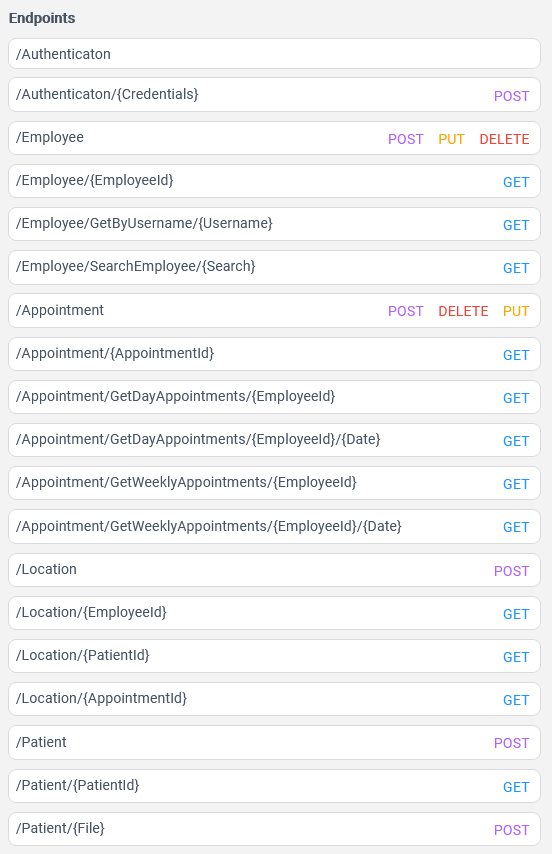 Endpoints
/Authenticaton
/Authenticaton/{Credentials} POST
/Employee POST PUT DELETE
/Employee/{EmployeeId} GET
/Employee/GetByUsername/{Username} GET
/Employee/SearchEmployee/{Search} GET
/Appointment POST DELETE PUT
/Appointment/{AppointmentId} GET
/Appointment/GetDayAppointments/{EmployeeId} GET
/Appointment/GetDayAppointments/{EmployeeId}/{Date} GET
/Appointment/GetWeeklyAppointments/{EmployeeId} GET
/Appointment/GetWeeklyAppointments/{EmployeeId}/{Date} GET
/Location POST
/Location/{EmployeeId} GET
/Location/{PatientId} GET
/Location/{AppointmentId} GET
/Patient POST
/Patient/{PatientId} GET
/Patient/{File} POST